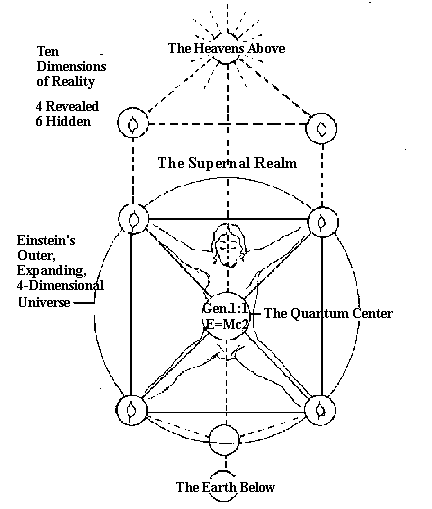 The Heavens Above
Ten
Dimensions
of Reality
4 Revealed
6 Hidden
The Supernal Realm
Einstein's
Outer,
Expanding,
4-Dimensional
Universe
Gen.1:1
E=Mc2
The Quantum Center
The Earth Below